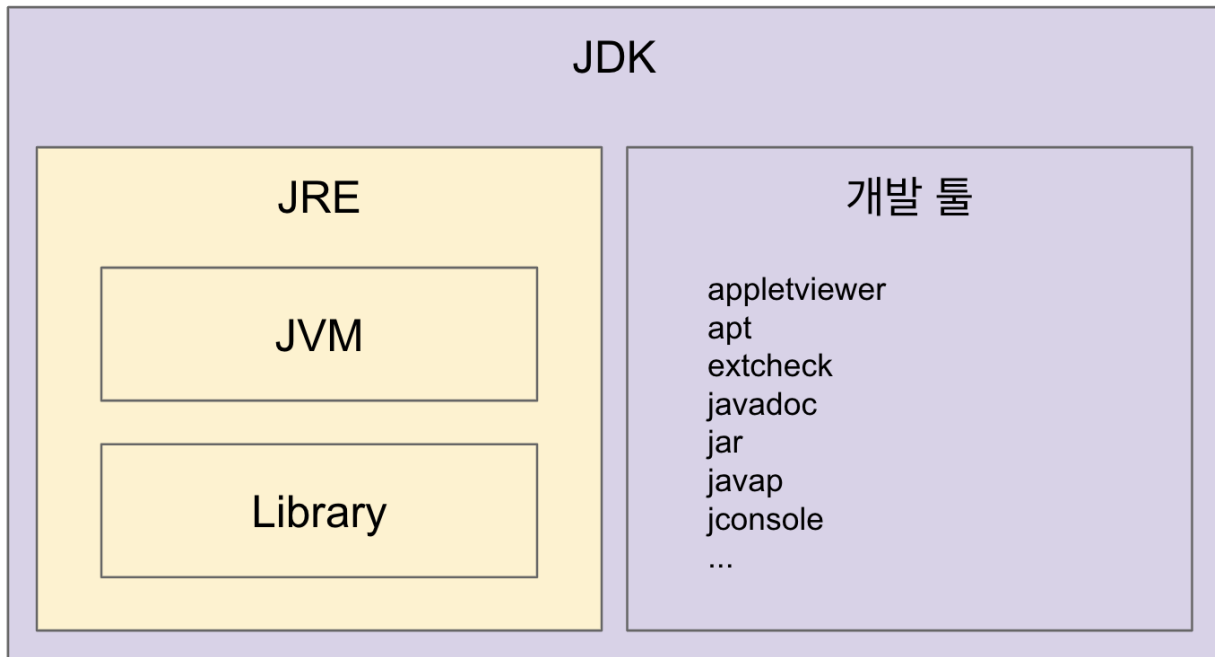 JDK
JRE
JVM
Library
개발 툴
appletviewer
apt
extcheck
javadoc
jar
javap
jconsole
...